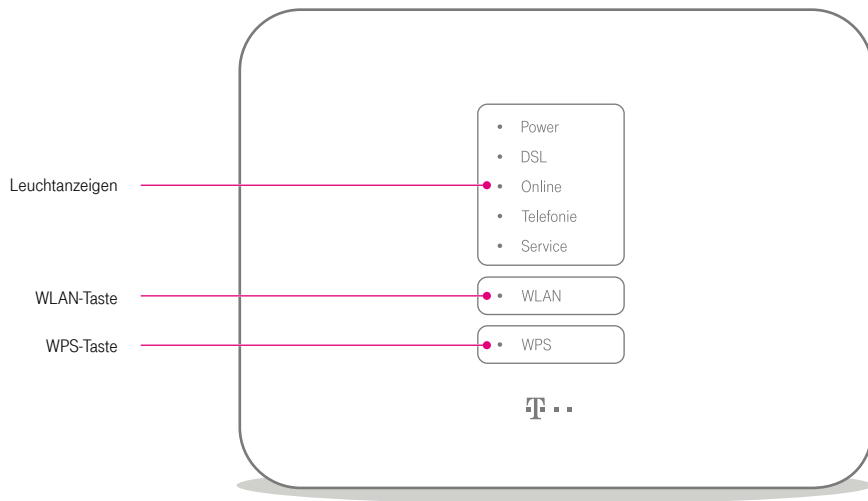 Power
DSL
Leuchtanzeigen
Online
Telefonie
Service
WLAN-Taste
WLAN
WPS-Taste
WPS
T